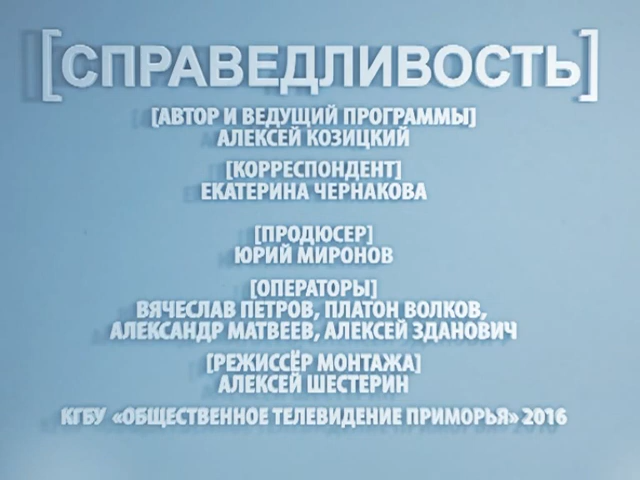 [СПРАВЕДЛИВОСТЬ]
[АВТОР И ВЕДУЩИЙ ПРОГРАММЫ]
АЛЕКСЕЙ КОЗИЦКИЙ
[КОРРЕСПОНДЕНТ]
ЕКАТЕРИНА ЧЕРНАКОВА
[ПРОДЮСЕР]
ЮРИЙ МИРОНОВ
[ОПЕРАТОРЫ]
ВЯЧЕСЛАВ ПЕТРОВ, ПЛАТОН ВОЛКОВ,
АЛЕКСАНДР МАТВЕЕВ, АЛЕКСЕЙ ЗДАНОВИЧ
[РЕЖИССЁР МОНТАЖА]
АЛЕКСЕЙ ШЕСТЕРИН
КГБУ «ОБЩЕСТВЕННОЕ ТЕЛЕВИДЕНИЕ ПРИМОРЬЯ» 2016